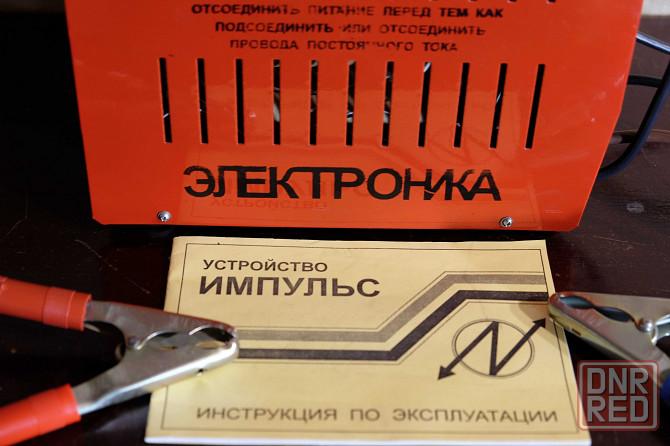 ОТСОЕДИНИТЬ ПИТАНИЕ ПЕРЕД ТЕМ КАК
ПОДСОЕДИНИТЬ ИЛИ ОТСОЕДИНИТЬ
ПРОВОДА ПОСТОЯННОГО ТОКА
ЭЛЕКТРОНИКА
УСТРОЙСТВО
ИМПУЛЬС
ИНСТРУКЦИЯ ПО ЭКСПЛУАТАЦИИ
DNR
RED